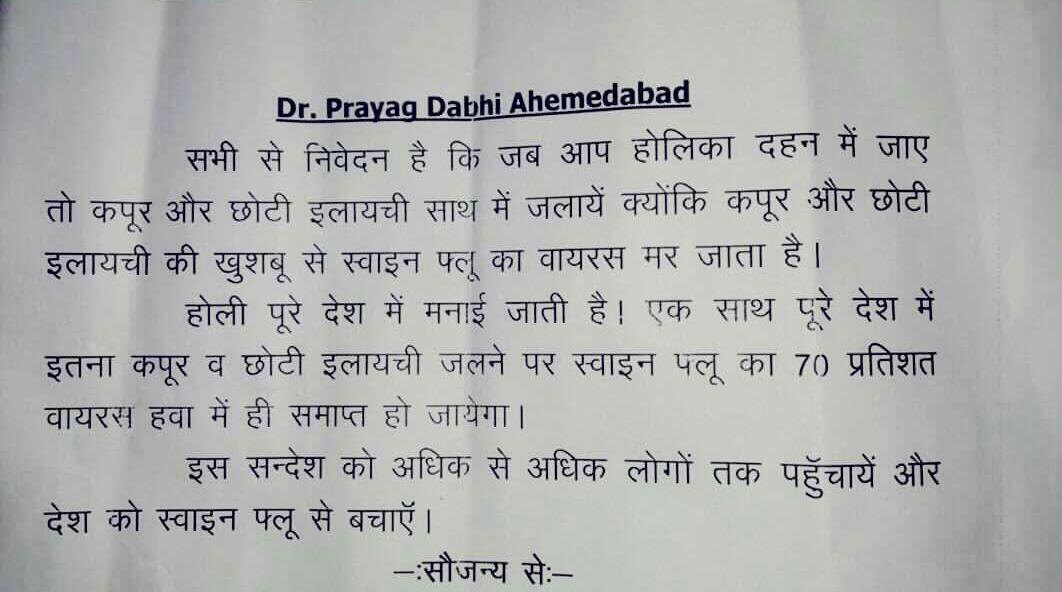 Dr. Prayag Dabhi Ahemedabad
सभी से निवेदन है कि जब आप होलिका दहन में जाए
तो कपूर और छोटी इलायची साथ में जलायें क्योंकि कपूर और छोटी
इलायची की खुशबू से स्वाइन फ्लू का वायरस मर जाता है।
होली पूरे देश में मनाई जाती है! एक साथ पूरे देश में
इतना कपूर व छोटी इलायची जलने पर स्वाइन फ्लू का 70 प्रतिशत
वायरस हवा में ही समाप्त हो जायेगा।
इस सन्देश को अधिक से अधिक लोगों तक पहुँचायें और
देश को स्वाइन फ्लू से बचाएँ।
–:सौजन्य से:–